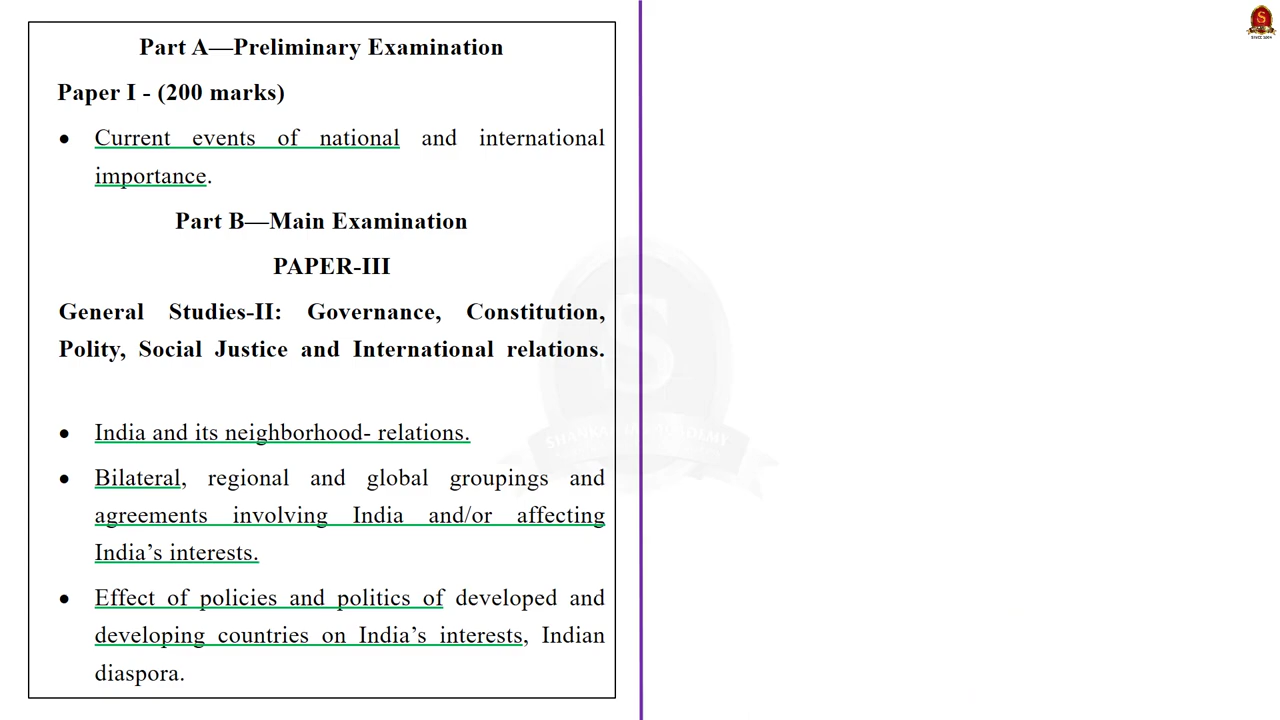 Part A—Preliminary Examination
Paper I - (200 marks)
● Current events of national and international
importance.
Part B—Main Examination
PAPER-III
General Studies-II: Governance, Constitution,
Polity, Social Justice and International relations.
● India and its neighborhood- relations.
● Bilateral, regional and global groupings and
agreements involving India and/or affecting
India’s interests.
● Effect of policies and politics of developed and
developing countries on India’s interests, Indian
diaspora.
S